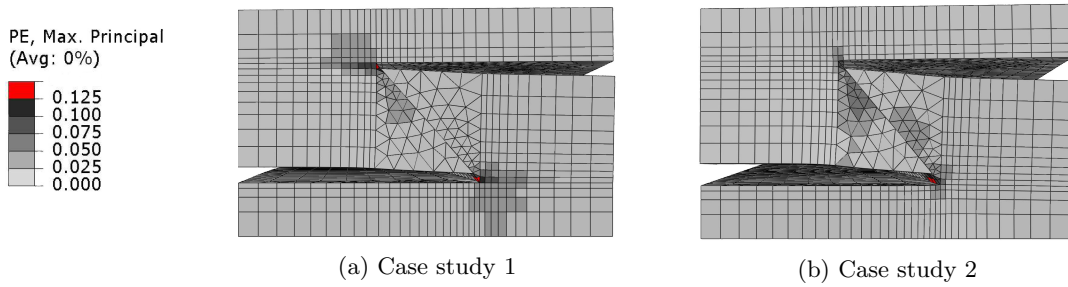 PE, Max. Principal
(Avg: 0%)
0.125
0.100
0.075
0.050
0.025
0.000
(a) Case study 1
(b) Case study 2